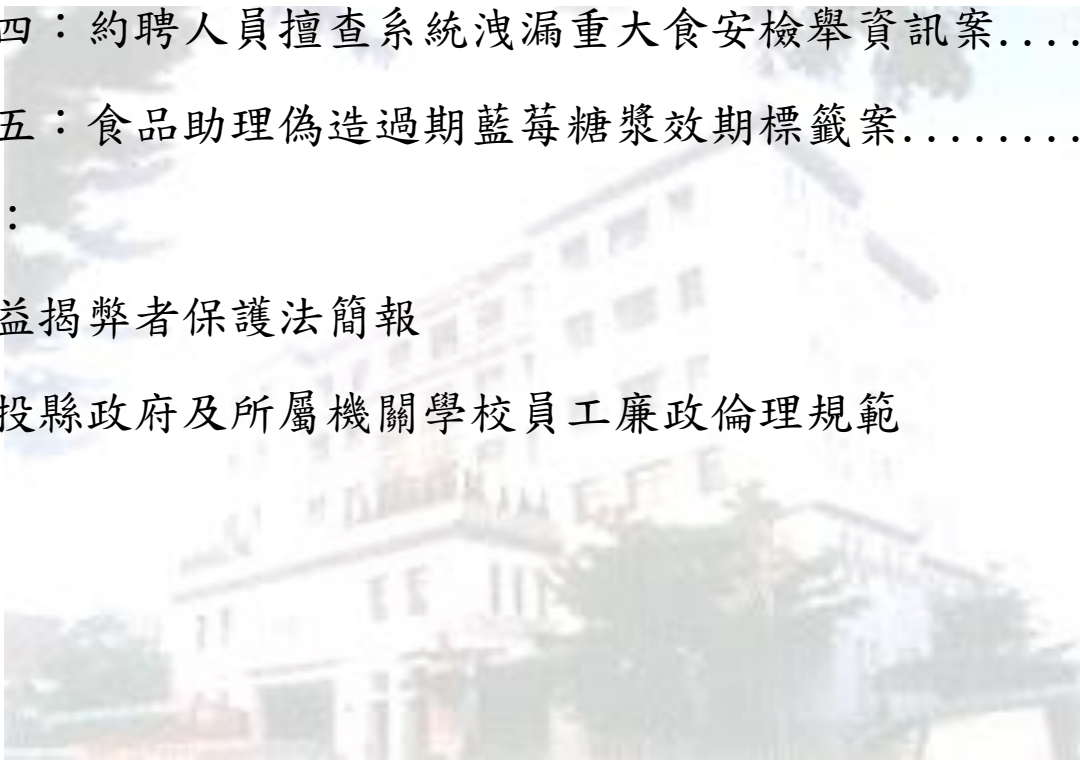 四：約聘人員擅查系統洩漏重大食安檢舉資訊案....
五：食品助理偽造過期藍莓糖漿效期標籤案........
：
益揭弊者保護法簡報
投縣政府及所屬機關學校員工廉政倫理規範